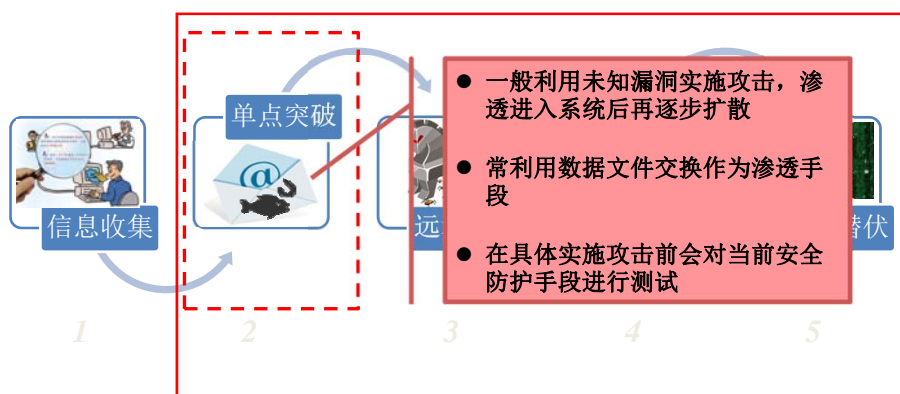 单点突破
信息收集
远
潜伏
● 一般利用未知漏洞实施攻击，渗
透进入系统后再逐步扩散
● 常利用数据文件交换作为渗透手
段
● 在具体实施攻击前会对当前安全
防护手段进行测试
@
1
2
3
4
5